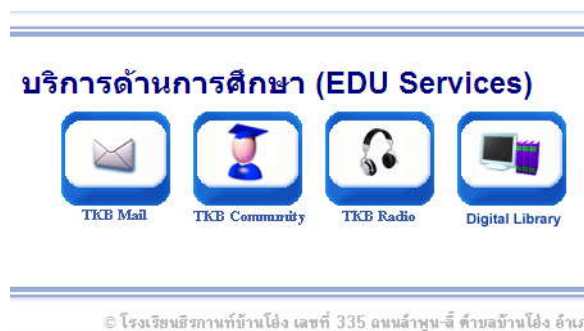 บริการด้านการศึกษา (EDU Services)
TKB Mail
TKB Community
TKB Radio
Digital Library
© โรงเรียนธีรกานท์บ้านโฮ่ง เลขที่ 335 ถนนลำพูน-ลี้ ตำบลบ้านโฮ่ง